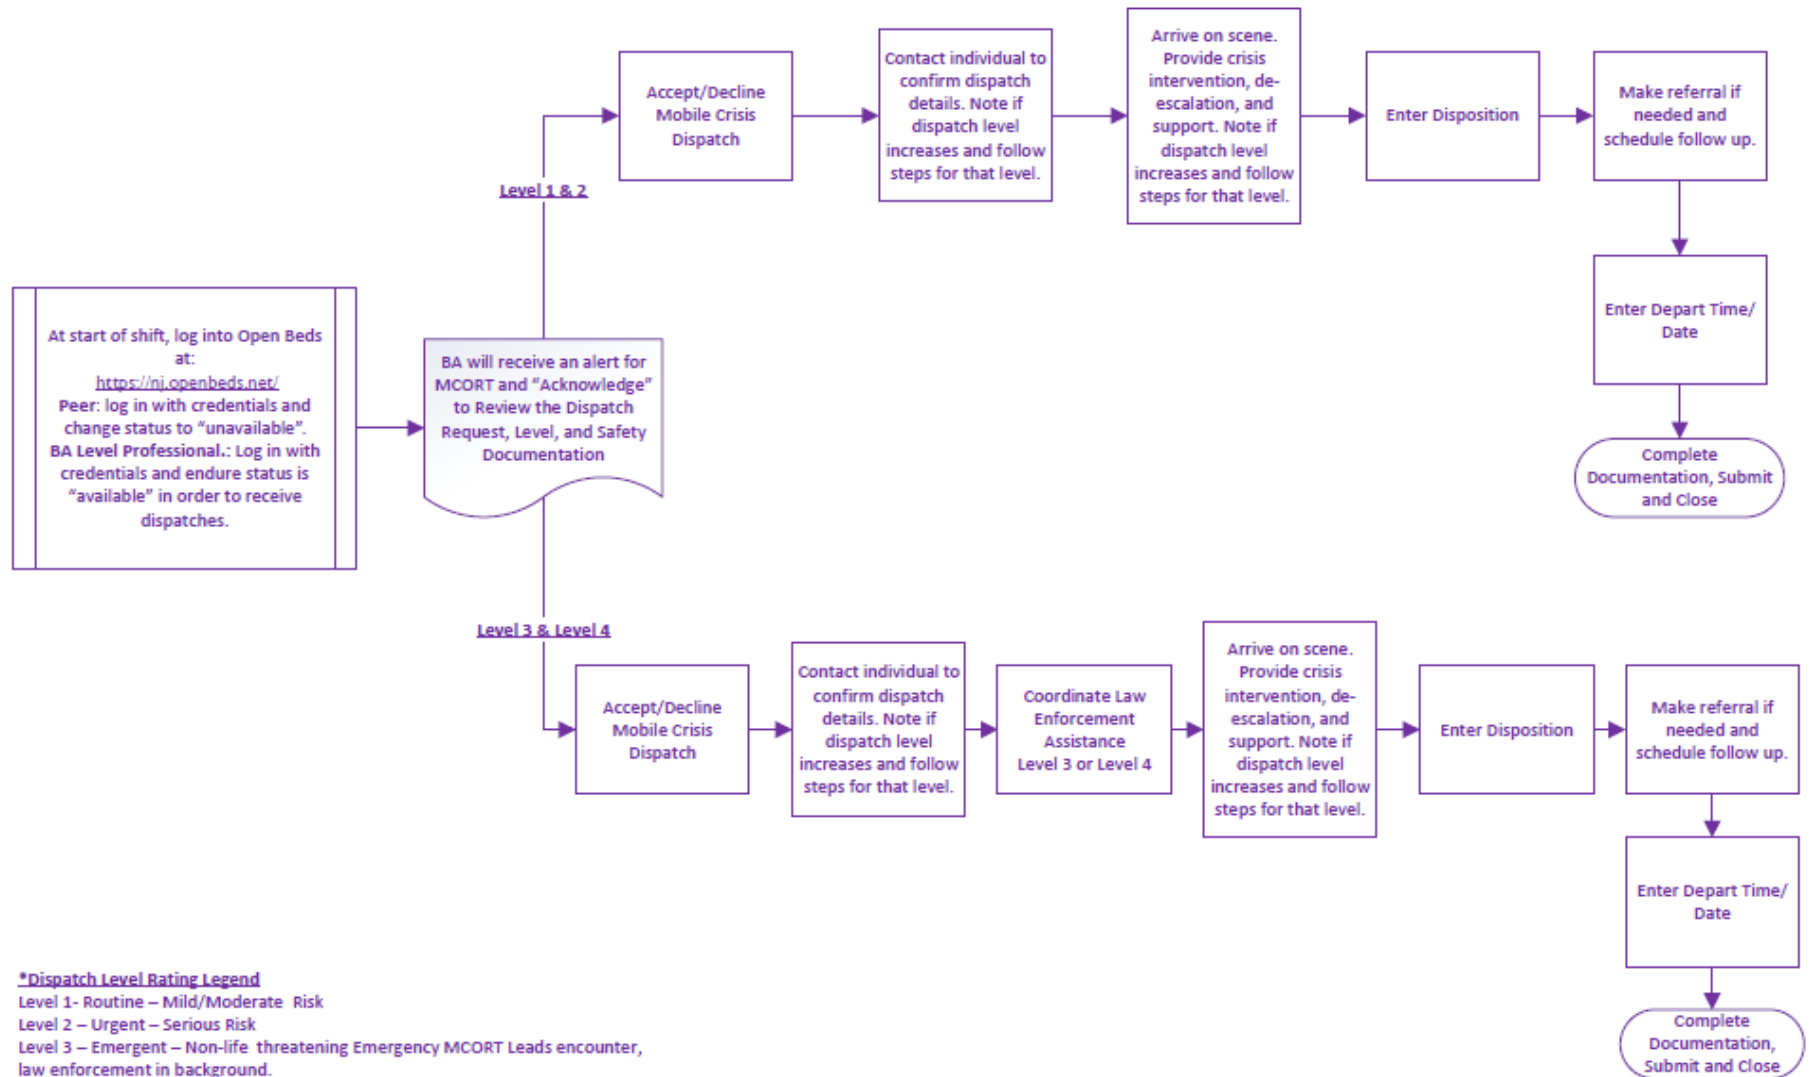 At start of shift, log into Open Beds
at:
https://nj.openbeds.net/
Peer: log in with credentials and
change status to “unavailable”.
BA Level Professional.: Log in with
credentials and endure status is
“available” in order to receive
dispatches.
BA will receive an alert for
MCORT and “Acknowledge”
to Review the Dispatch
Request, Level, and Safety
Documentation
Level 1 & 2
Accept/Decline
Mobile Crisis
Dispatch
Contact individual to
confirm dispatch
details. Note if
dispatch level
increases and follow
steps for that level.
Arrive on scene.
Provide crisis
intervention, de-
escalation, and
support. Note if
dispatch level
increases and follow
steps for that level.
Enter Disposition
Make referral if
needed and
schedule follow up.
Enter Depart Time/
Date
Complete
Documentation, Submit
and Close
Level 3 & Level 4
Accept/Decline
Mobile Crisis
Dispatch
Contact individual to
confirm dispatch
details. Note if
dispatch level
increases and follow
steps for that level.
Coordinate Law
Enforcement
Assistance
Level 3 or Level 4
Arrive on scene.
Provide crisis
intervention, de-
escalation, and
support. Note if
dispatch level
increases and follow
steps for that level.
Enter Disposition
Make referral if
needed and
schedule follow up.
Enter Depart Time/
Date
Complete
Documentation,
Submit and Close
*Dispatch Level Rating Legend
Level 1- Routine – Mild/Moderate Risk
Level 2 – Urgent – Serious Risk
Level 3 – Emergent – Non-life threatening Emergency MCORT Leads encounter,
law enforcement in background.